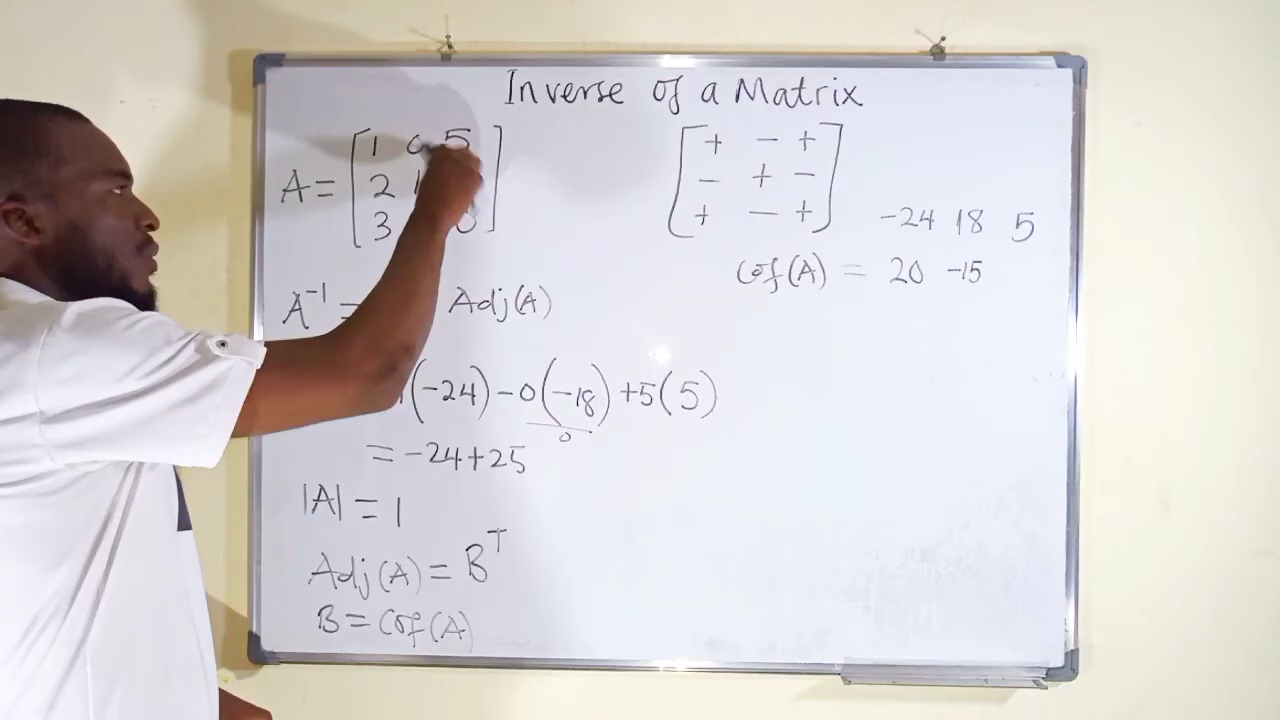 Inverse of a Matrix
A = [ 1 0 5
2 1
3 0 ]
[ + − +
− + −
+ − + ]
-24 18 5
Cof(A) = 20 -15
A⁻¹ = Adj(A)
(-24) - 0(-18) + 5(5)
0
= -24+25
|A| = 1
Adj(A) = Bᵀ
B = Cof(A)